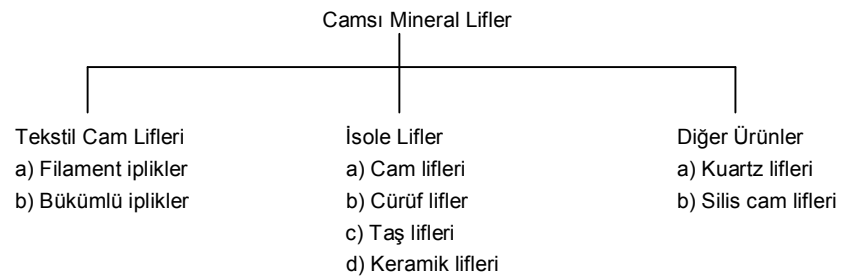 Camsı Mineral Lifler
Tekstil Cam Lifleri
a) Filament iplikler
b) Bükümlü iplikler
İsole Lifler
a) Cam lifleri
b) Cürüf lifler
c) Taş lifleri
d) Keramik lifleri
Diğer Ürünler
a) Kuartz lifleri
b) Silis cam lifleri